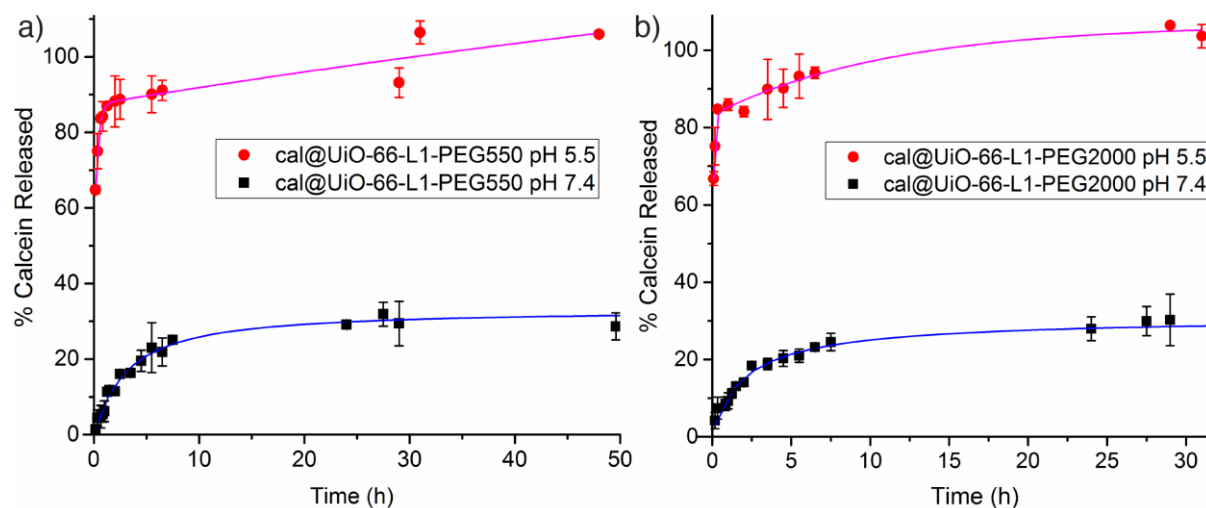 a)
% Calcein Released
100
80
60
40
20
0
cal@UiO-66-L1-PEG550 pH 5.5
cal@UiO-66-L1-PEG550 pH 7.4
0 10 20 30 40 50
Time (h)
b)
% Calcein Released
100
80
60
40
20
0
cal@UiO-66-L1-PEG2000 pH 5.5
cal@UiO-66-L1-PEG2000 pH 7.4
0 5 10 15 20 25 30
Time (h)